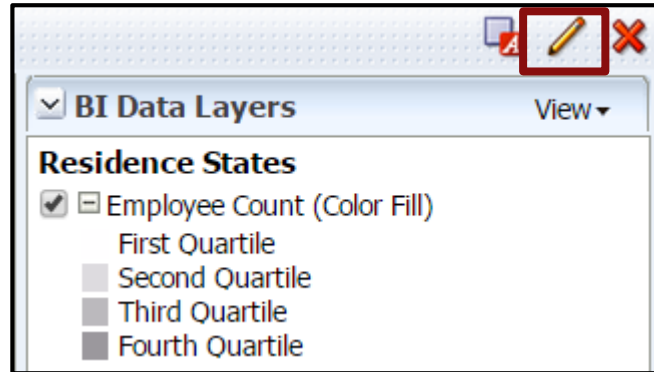 A
BI Data Layers View
Residence States
Employee Count (Color Fill)
First Quartile
Second Quartile
Third Quartile
Fourth Quartile